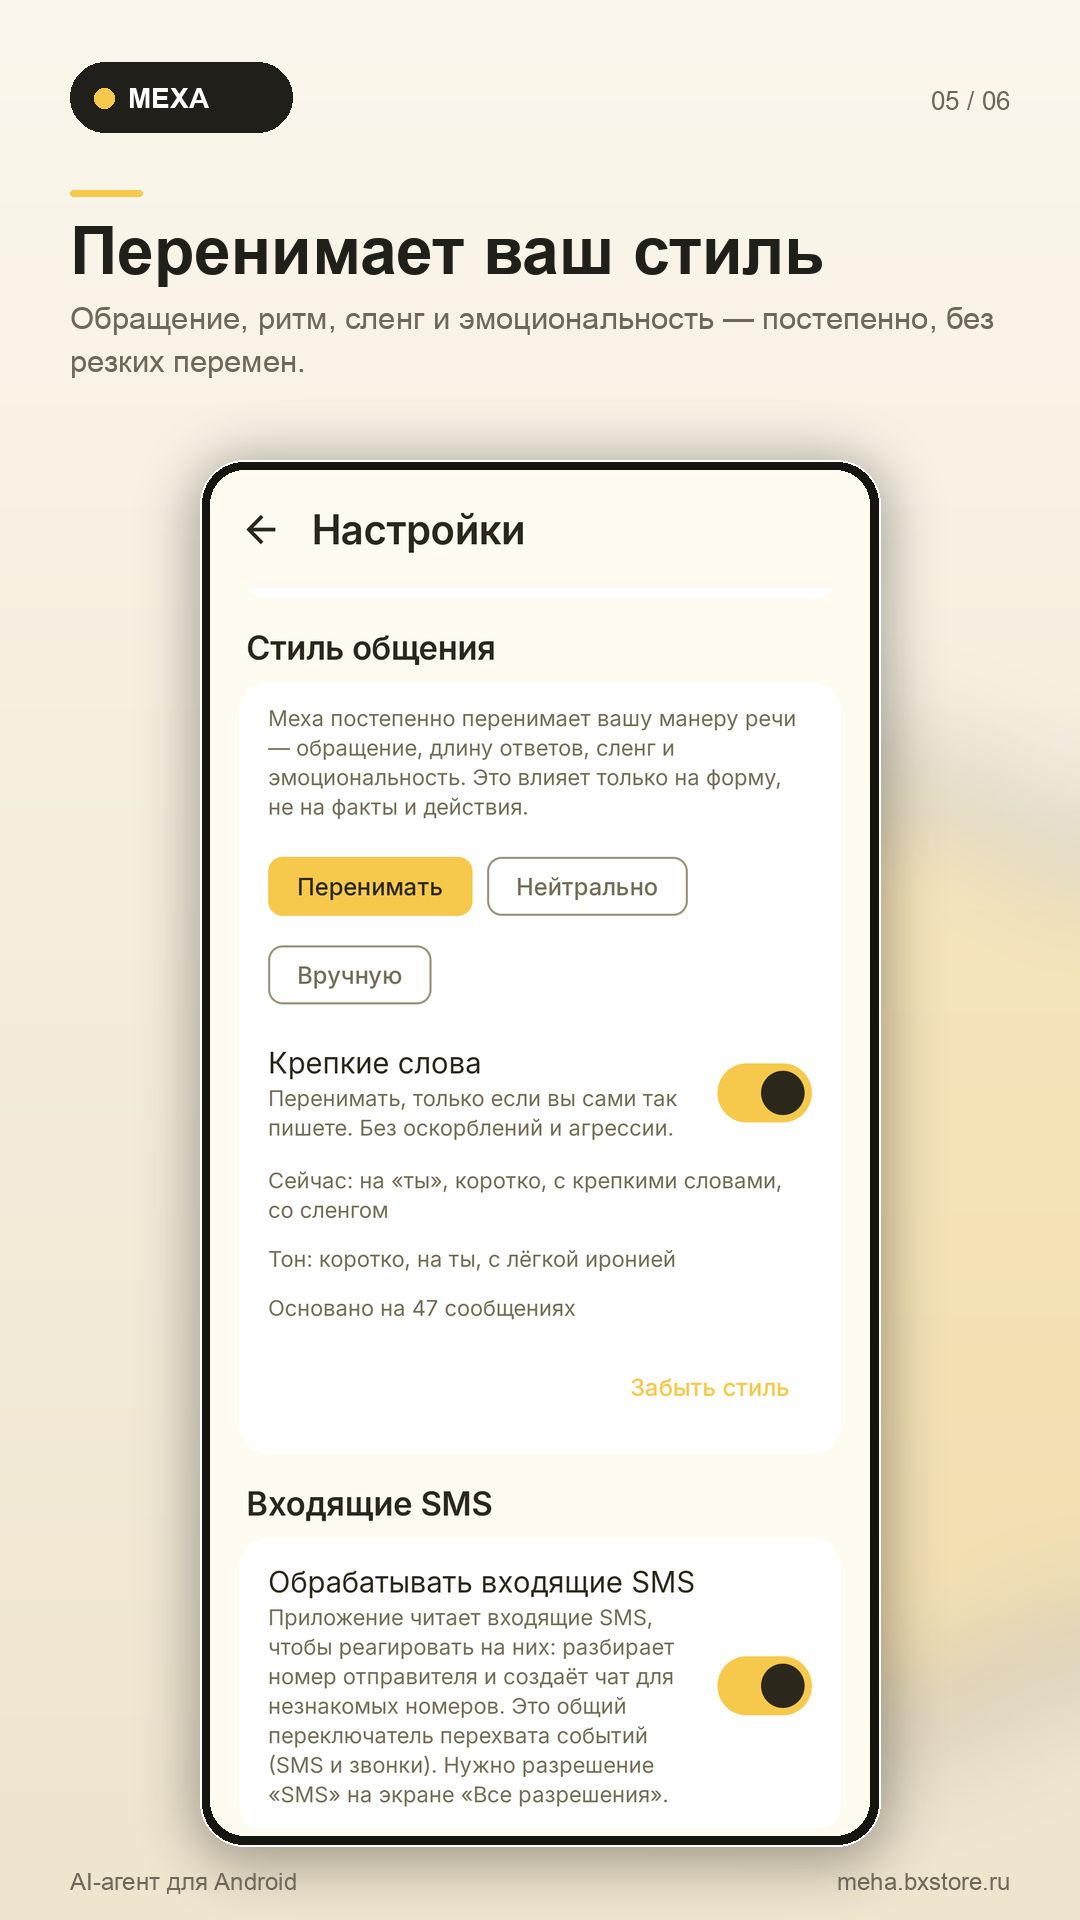 МЕХА
05 / 06
Перенимает ваш стиль
Обращение, ритм, сленг и эмоциональность — постепенно, без
резких перемен.
Настройки
Стиль общения
Меха постепенно перенимает вашу манеру речи
— обращение, длину ответов, сленг и
эмоциональность. Это влияет только на форму,
не на факты и действия.
Перенимать
Нейтрально
Вручную
Крепкие слова
Перенимать, только если вы сами так
пишете. Без оскорблений и агрессии.
Сейчас: на «ты», коротко, с крепкими словами,
со сленгом
Тон: коротко, на ты, с лёгкой иронией
Основано на 47 сообщениях
Забыть стиль
Входящие SMS
Обрабатывать входящие SMS
Приложение читает входящие SMS,
чтобы реагировать на них: разбирает
номер отправителя и создаёт чат для
незнакомых номеров. Это общий
переключатель перехвата событий
(SMS и звонки). Нужно разрешение
«SMS» на экране «Все разрешения».
AI-агент для Android
meha.bxstore.ru